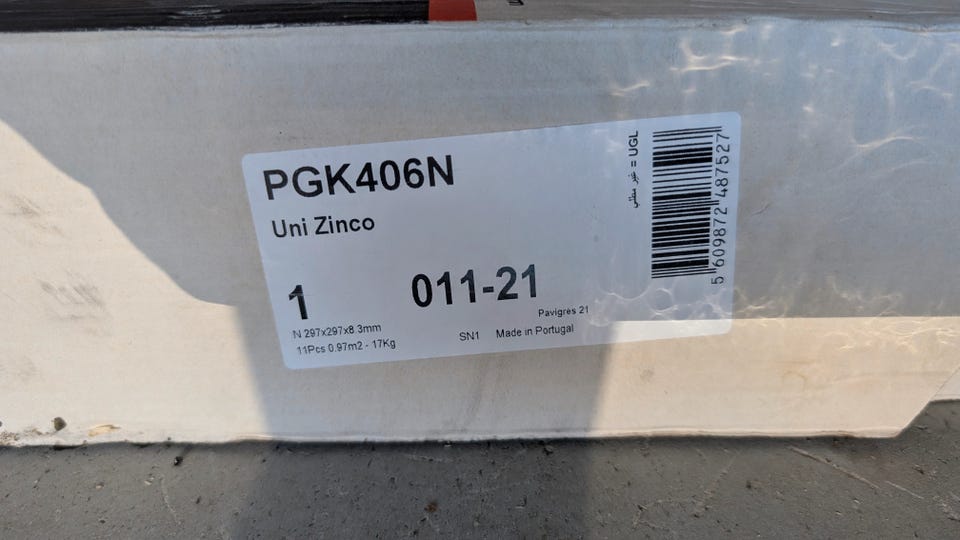 PGK406N
Uni Zinco
1 011-21
N 297x297x8.3mm
11Pcs 0.97m2 - 17Kg
SN1 Made in Portugal
Pavigres 21
UGL = غير مطلي
5 609872 487527